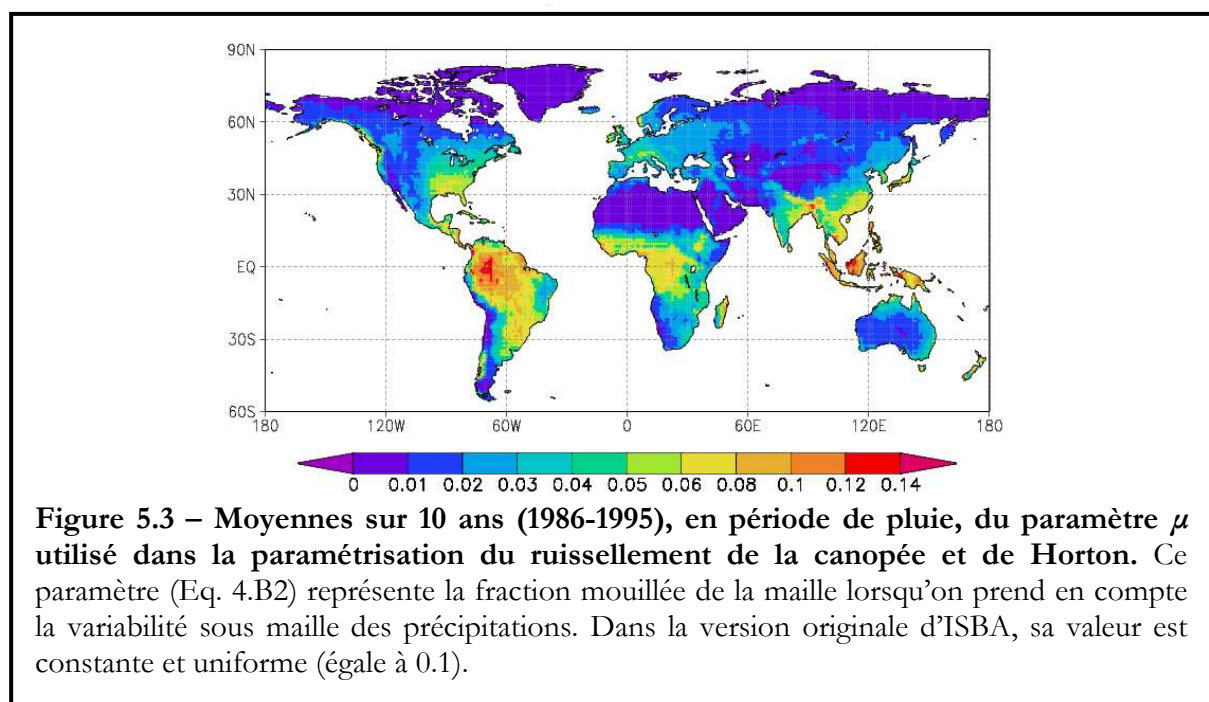 90N
60N
30N
EQ
30S
60S
180 120W 60W 0 60E 120E 180
0 0.01 0.02 0.03 0.04 0.05 0.06 0.08 0.1 0.12 0.14
Figure 5.3 – Moyennes sur 10 ans (1986-1995), en période de pluie, du paramètre μ
utilisé dans la paramétrisation du ruissellement de la canopée et de Horton. Ce
paramètre (Eq. 4.B2) représente la fraction mouillée de la maille lorsqu'on prend en compte
la variabilité sous maille des précipitations. Dans la version originale d'ISBA, sa valeur est
constante et uniforme (égale à 0.1).